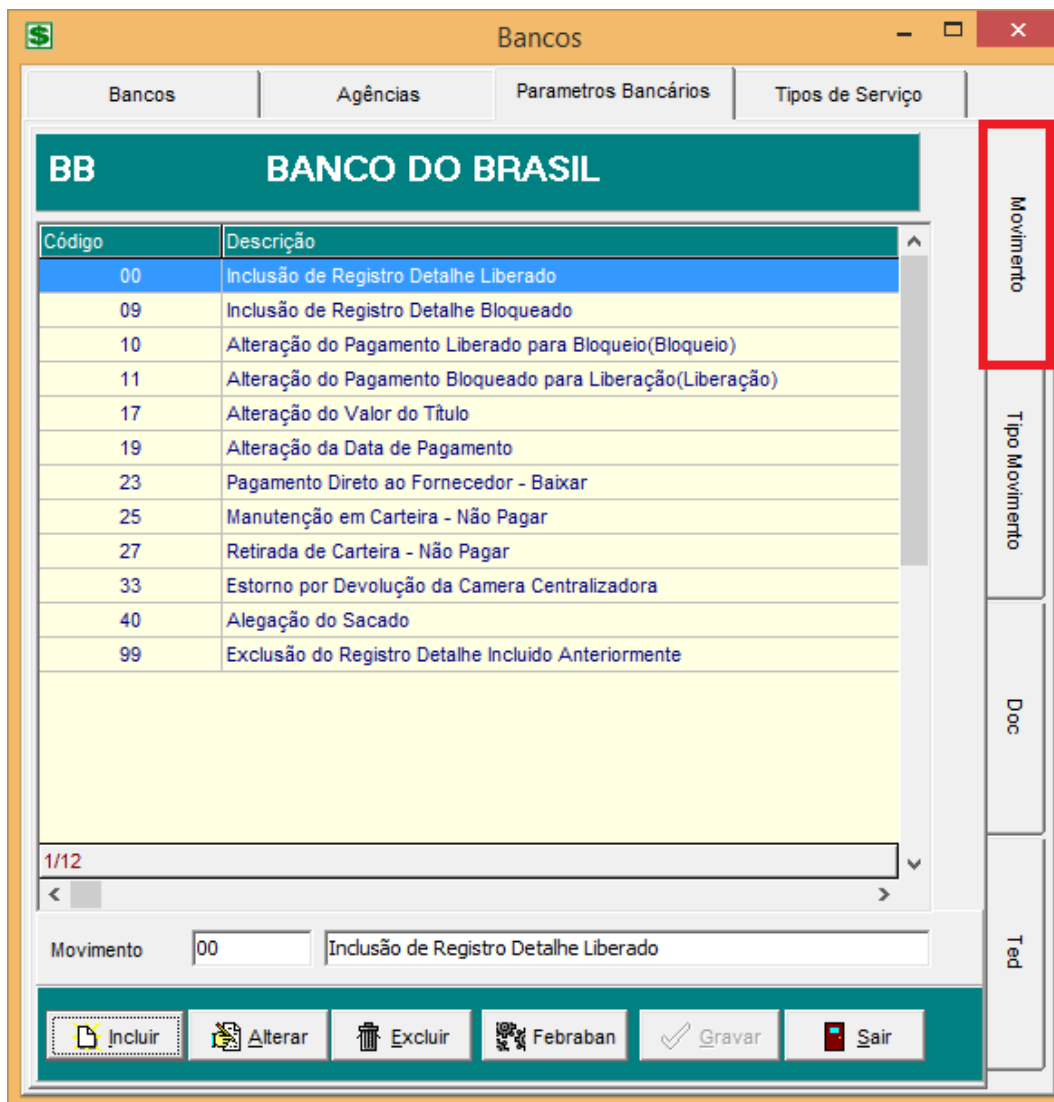 Bancos
Bancos Agências Parametros Bancários Tipos de Serviço
BB BANCO DO BRASIL
Código Descrição
00 Inclusão de Registro Detalhe Liberado
09 Inclusão de Registro Detalhe Bloqueado
10 Alteração do Pagamento Liberado para Bloqueio(Bloqueio)
11 Alteração do Pagamento Bloqueado para Liberação(Liberação)
17 Alteração do Valor do Título
19 Alteração da Data de Pagamento
23 Pagamento Direto ao Fornecedor - Baixar
25 Manutenção em Carteira - Não Pagar
27 Retirada de Carteira - Não Pagar
33 Estorno por Devolução da Camera Centralizadora
40 Alegação do Sacado
99 Exclusão do Registro Detalhe Incluido Anteriormente
1/12
Movimento 00 Inclusão de Registro Detalhe Liberado
Incluir Alterar Excluir Febraban Gravar Sair
Movimento
Tipo Movimento
Doc
Ted